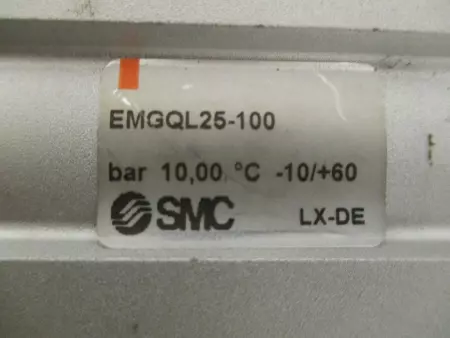 EMGQL25-100
bar 10,00 °C -10/+60
SMC LX-DE